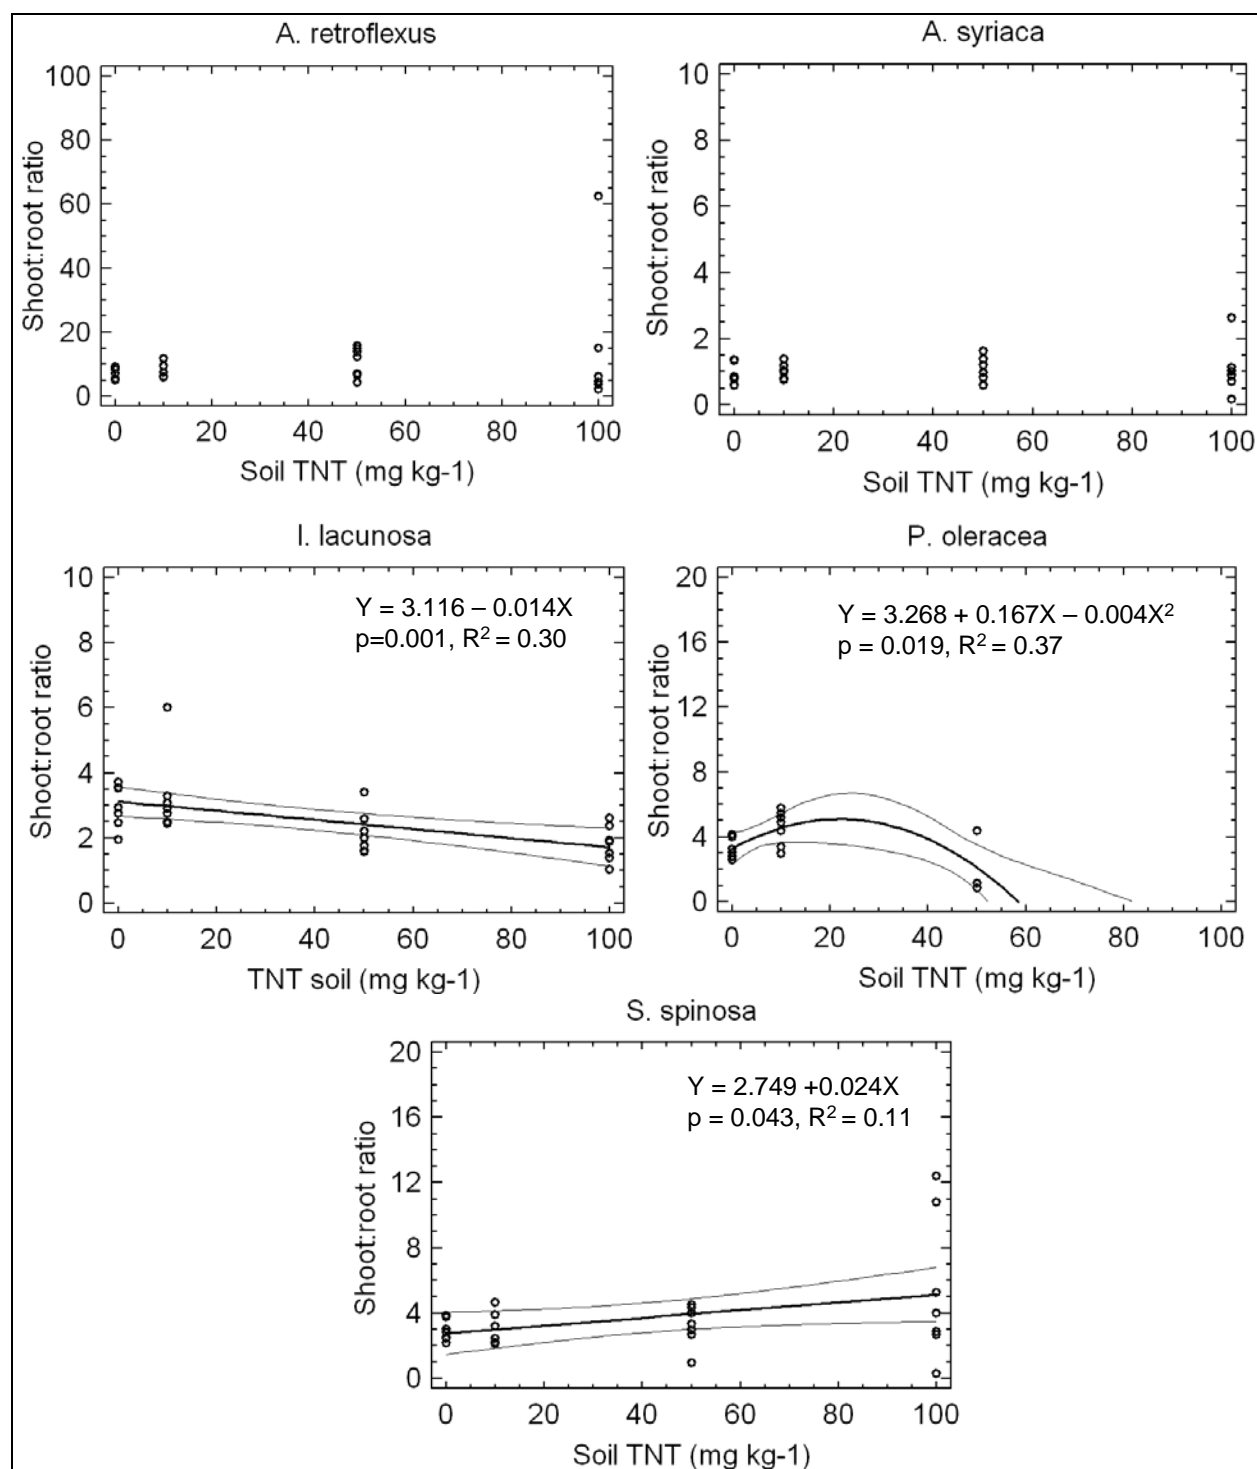 A. retroflexus
100
80
60
40
20
0
Shoot:root ratio
0 20 40 60 80 100
Soil TNT (mg kg-1)
A. syriaca
10
8
6
4
2
0
Shoot:root ratio
0 20 40 60 80 100
Soil TNT (mg kg-1)
I. lacunosa
Y = 3.116 – 0.014X
p=0.001, R² = 0.30
10
8
6
4
2
0
Shoot:root ratio
0 20 40 60 80 100
TNT soil (mg kg-1)
P. oleracea
Y = 3.268 + 0.167X – 0.004X²
p = 0.019, R² = 0.37
20
16
12
8
4
0
Shoot:root ratio
0 20 40 60 80 100
Soil TNT (mg kg-1)
S. spinosa
Y = 2.749 +0.024X
p = 0.043, R² = 0.11
20
16
12
8
4
0
Shoot:root ratio
0 20 40 60 80 100
Soil TNT (mg kg-1)